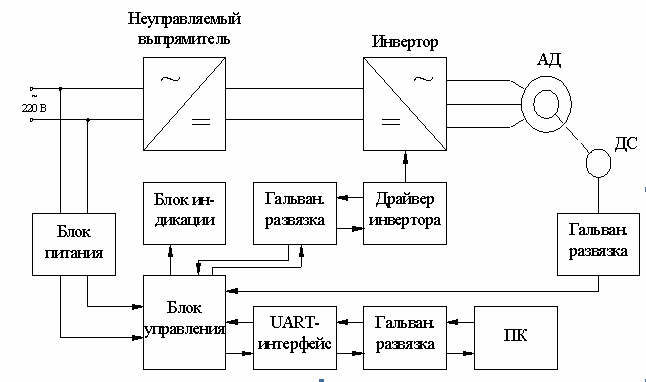 Неуправляемый
выпрямитель
Инвертор
АД
~
220 В
~
=
~
=
ДС
Блок ин-
дикации
Гальван.
развязка
Драйвер
инвертора
Блок
питания
Гальван.
развязка
Блок
управления
UART-
интерфейс
Гальван.
развязка
ПК